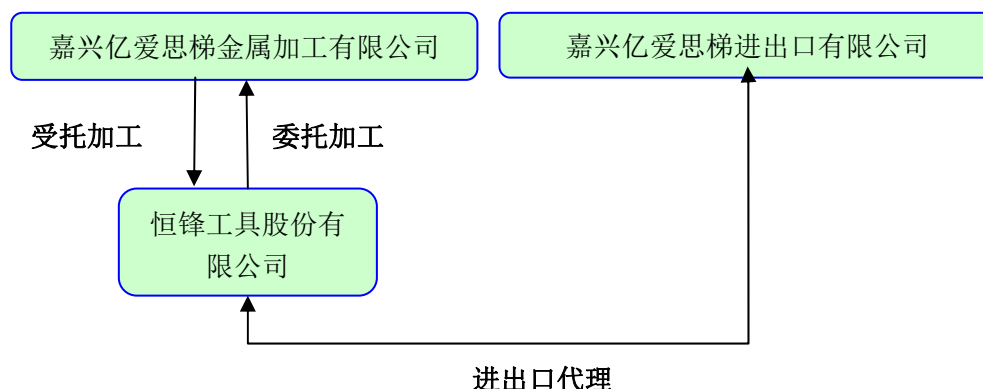 嘉兴亿爱思梯金属加工有限公司
嘉兴亿爱思梯进出口有限公司
受托加工
委托加工
恒锋工具股份有
限公司
进出口代理